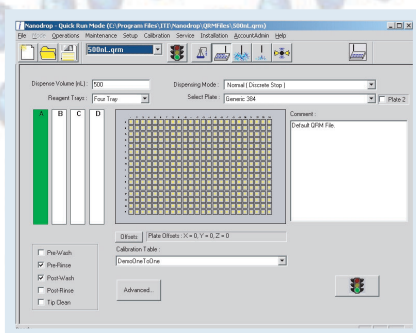 Nanodrop - Quick Run Mode (C:\Program Files\ITF\Nanodrop\QRMFiles\500nL.qrm)
File Operations Maintenance Setup Calibration Service Installation AccountAdmin Help
500nL.qrm
Dispense Volume (nL): 500
Dispensing Mode: Normal ( Discrete Stop )
Reagent Trays: Four Tray
Select Plate: Generic 384
Plate 2
A B C D
Comment:
Default QRM File.
Offsets
Plate Offsets : X = 0, Y = 0, Z = 0
Calibration Table :
DemoOneToOne
Pre-Wash
Pre-Rinse
Post-Wash
Post-Rinse
Tip Clean
Advanced...